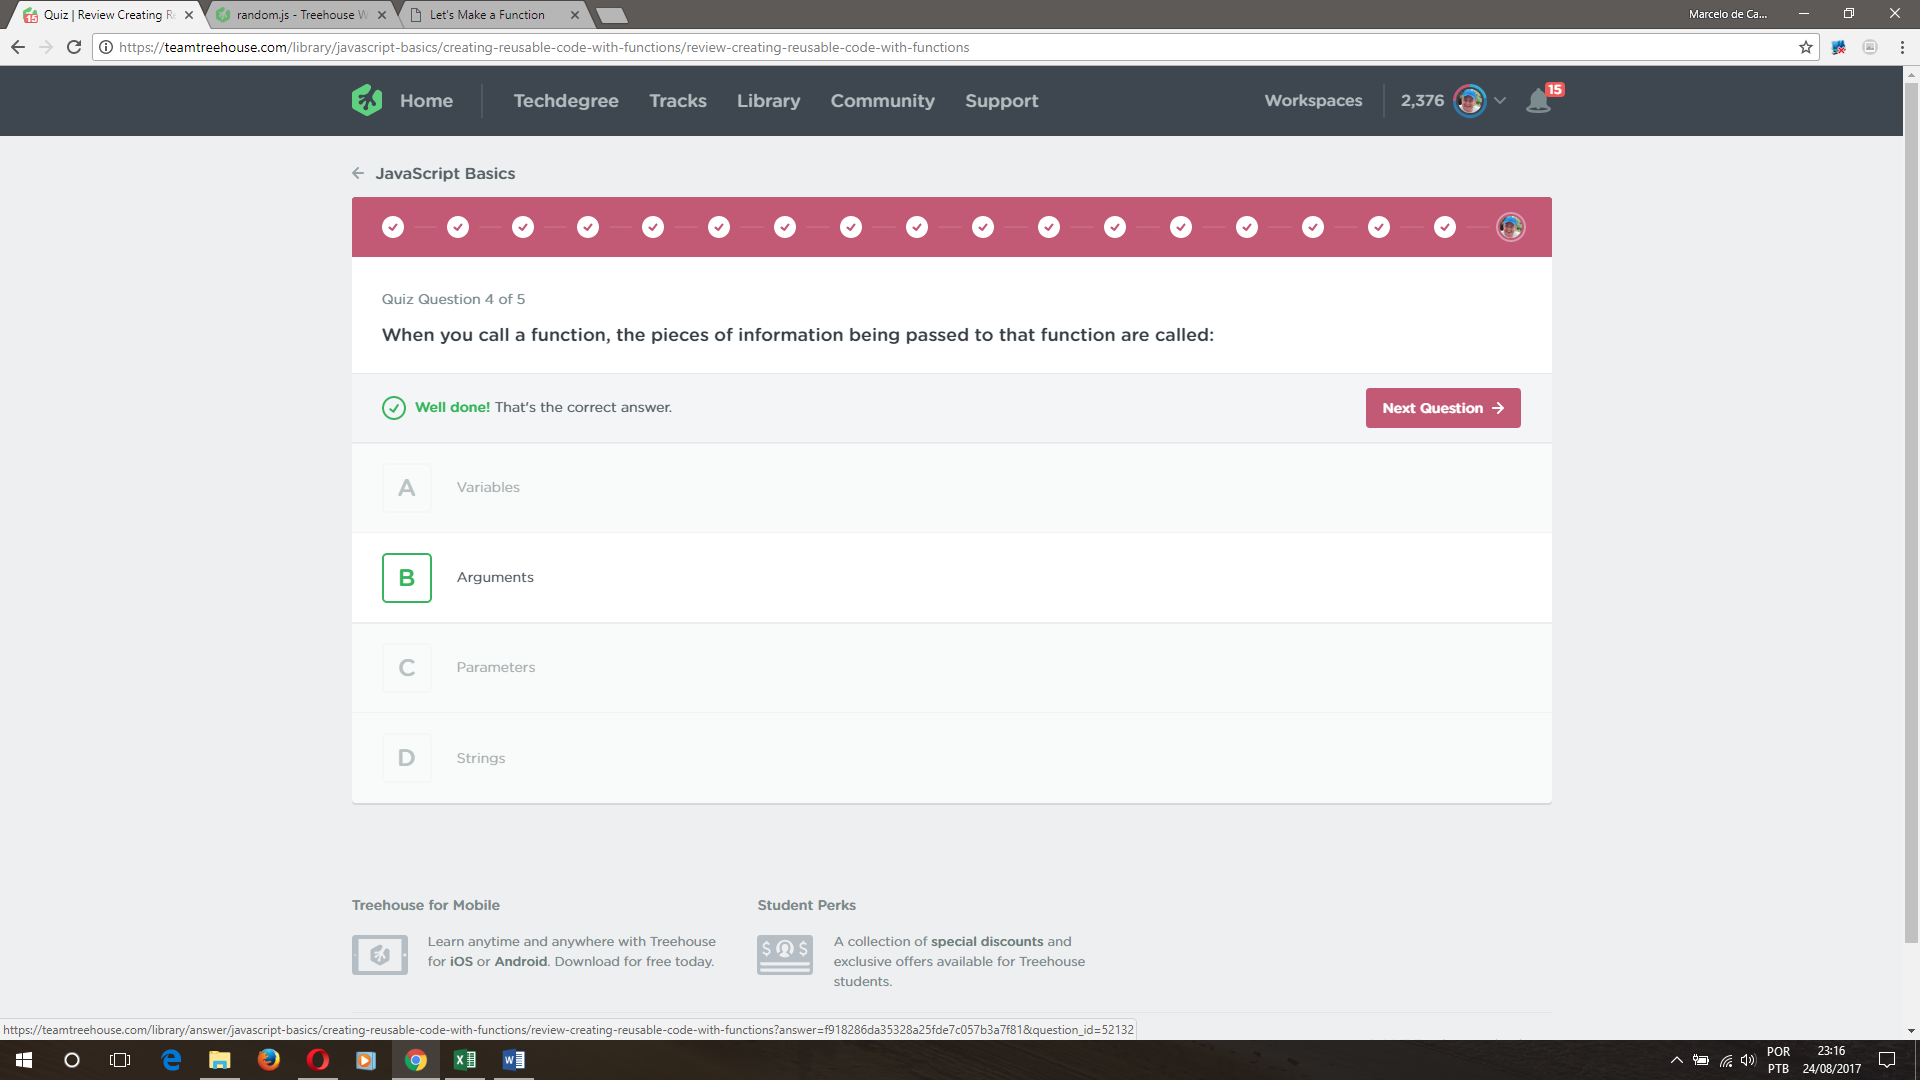 Quiz | Review Creating Re
random.js - Treehouse W
Let's Make a Function
Marcelo de Ca...
https://teamtreehouse.com/library/javascript-basics/creating-reusable-code-with-functions/review-creating-reusable-code-with-functions
Home
Techdegree
Tracks
Library
Community
Support
Workspaces
2,376
15
JavaScript Basics
Quiz Question 4 of 5
When you call a function, the pieces of information being passed to that function are called:
Well done! That's the correct answer.
Next Question
A Variables
B Arguments
C Parameters
D Strings
Treehouse for Mobile
Learn anytime and anywhere with Treehouse
for iOS or Android. Download for free today.
Student Perks
A collection of special discounts and
exclusive offers available for Treehouse
students.
https://teamtreehouse.com/library/answer/javascript-basics/creating-reusable-code-with-functions/review-creating-reusable-code-with-functions?answer=f918286da35328a25fde7c057b3a7f81&question_id=52132
POR
PTB
23:16
24/08/2017